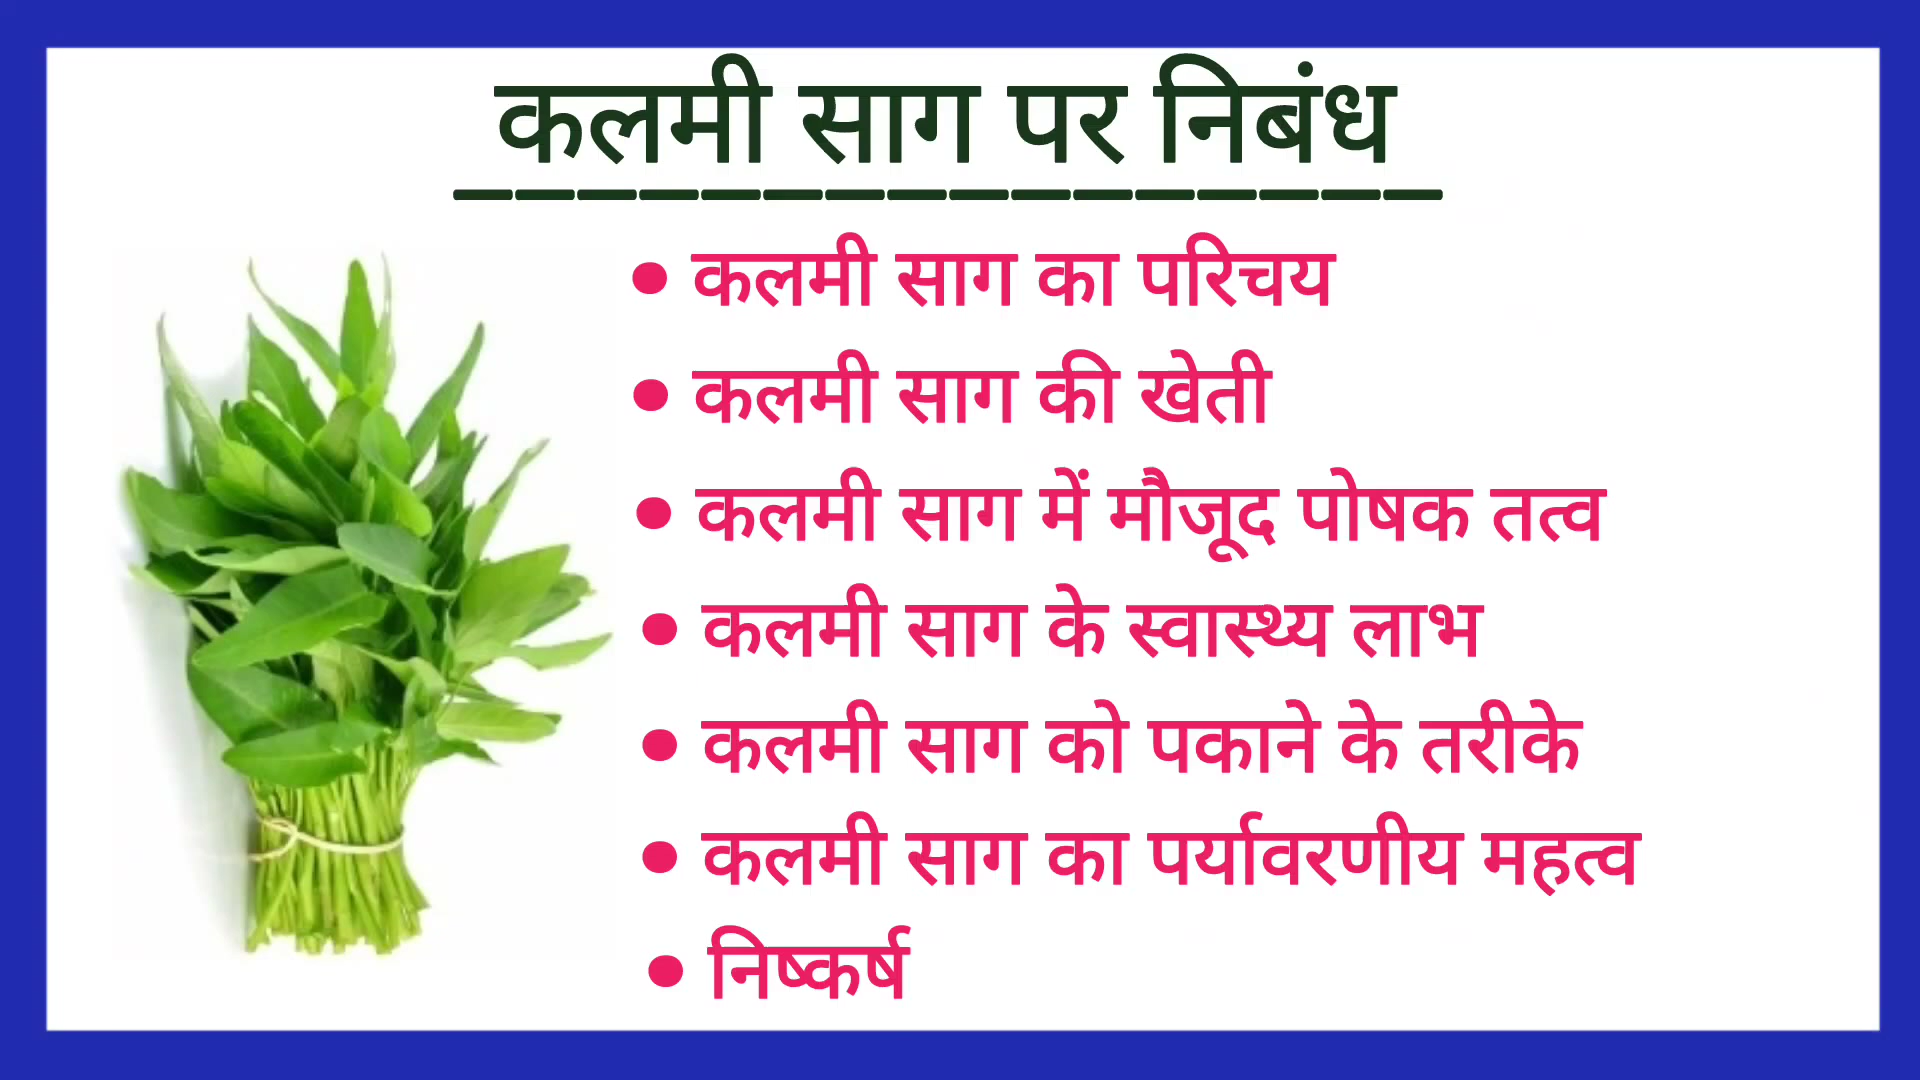 कलमी साग पर निबंध
• कलमी साग का परिचय
• कलमी साग की खेती
• कलमी साग में मौजूद पोषक तत्व
• कलमी साग के स्वास्थ्य लाभ
• कलमी साग को पकाने के तरीके
• कलमी साग का पर्यावरणीय महत्व
• निष्कर्ष